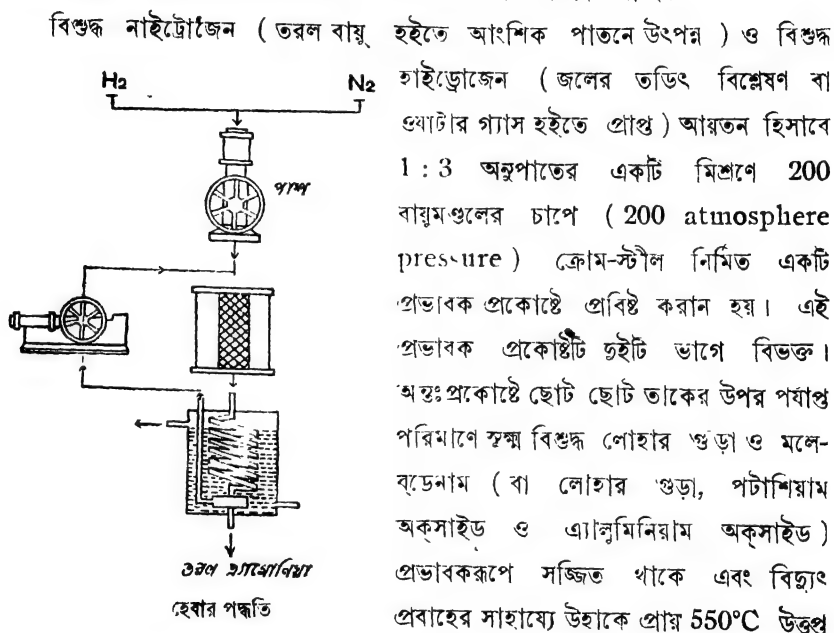 বিশুদ্ধ নাইট্রোজেন ( তরল বায়ু হইতে আংশিক পাতনে উৎপন্ন ) ও বিশুদ্ধ
H2
N2
হাইড্রোজেন ( জলের তড়িৎ বিশ্লেষণ বা
ওয়াটার গ্যাস হইতে প্রাপ্ত ) আয়তন হিসাবে
1 : 3 অনুপাতের একটি মিশ্রণে 200
বায়ুমণ্ডলের চাপে ( 200 atmosphere
pressure ) ক্রোম-স্টীল নির্মিত একটি
প্রভাবক প্রকোষ্টে প্রবিষ্ট করান হয়। এই
প্রভাবক প্রকোষ্টটি দুইটি ভাগে বিভক্ত।
অন্তঃপ্রকোষ্টে ছোট ছোট তাকের উপর পর্যাপ্ত
পরিমাণে সূক্ষ্ম বিশুদ্ধ লোহার গুড়া ও মলে-
ব্ডেনাম ( বা লোহার গুড়া, পটাশিয়াম
অক্সাইড ও এ্যালুমিনিয়াম অক্সাইড )
প্রভাবকরূপে সজ্জিত থাকে এবং বিদ্যুৎ
প্রবাহের সাহায্যে উহাকে প্রায় 550°C উত্তপ্ত
পাম্প
তরল এ্যামোনিয়া
হেবার পদ্ধতি